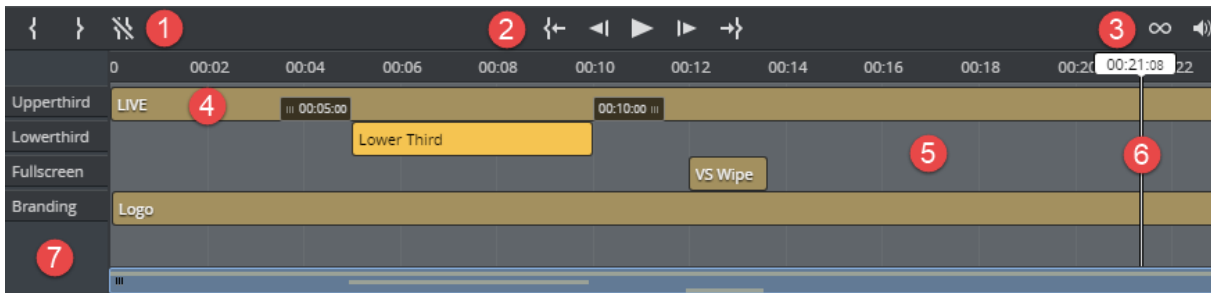 1 2 3
0 00:02 00:04 00:06 00:08 00:10 00:12 00:14 00:16 00:18 00:20 00:21:08 22
Upperthird LIVE 4 00:05:00 00:10:00
Lowerthird Lower Third 5 6
Fullscreen VS Wipe
Branding Logo
7